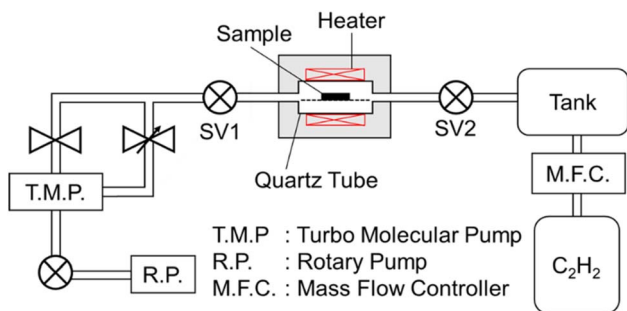 Heater
Sample
SV1
SV2
Tank
Quartz Tube
T.M.P.
M.F.C.
R.P.
C₂H₂
T.M.P : Turbo Molecular Pump
R.P. : Rotary Pump
M.F.C. : Mass Flow Controller